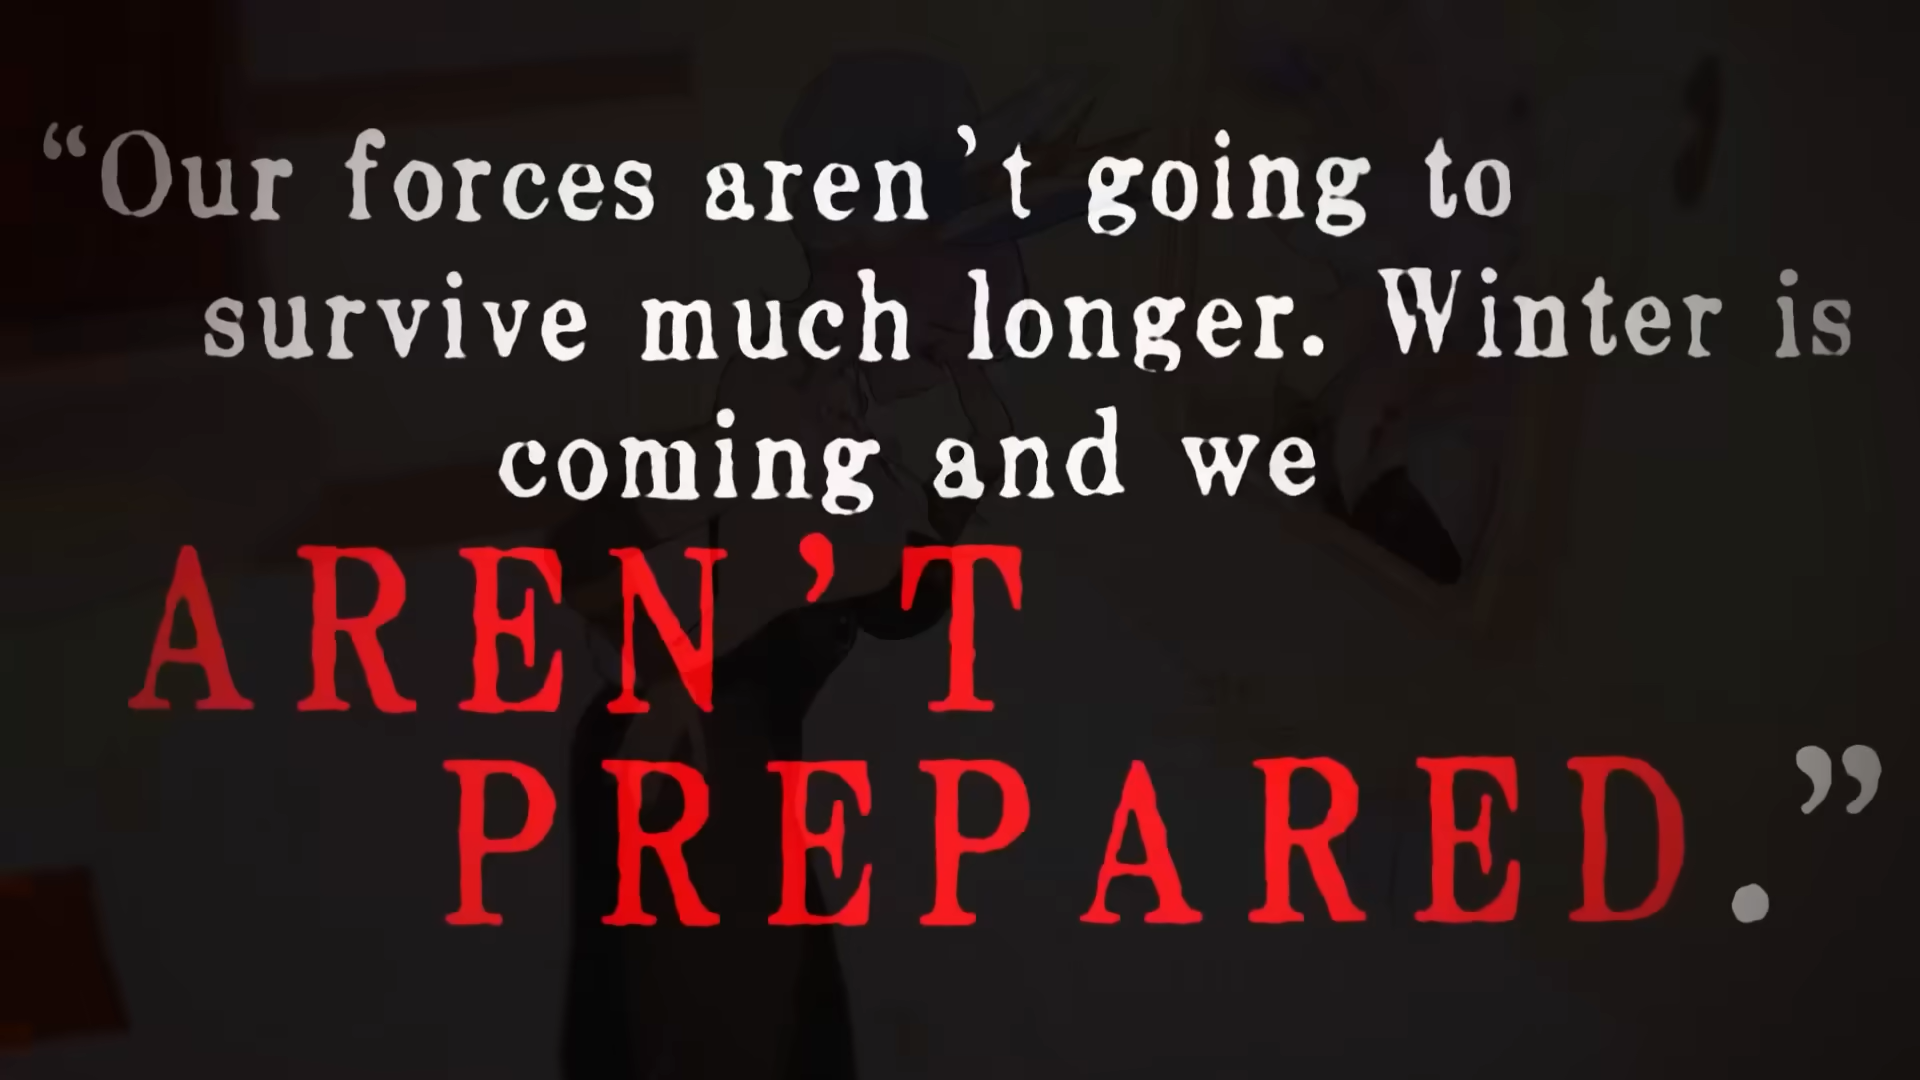 “Our forces aren’t going to
survive much longer. Winter is
coming and we
AREN’T
PREPARED.”